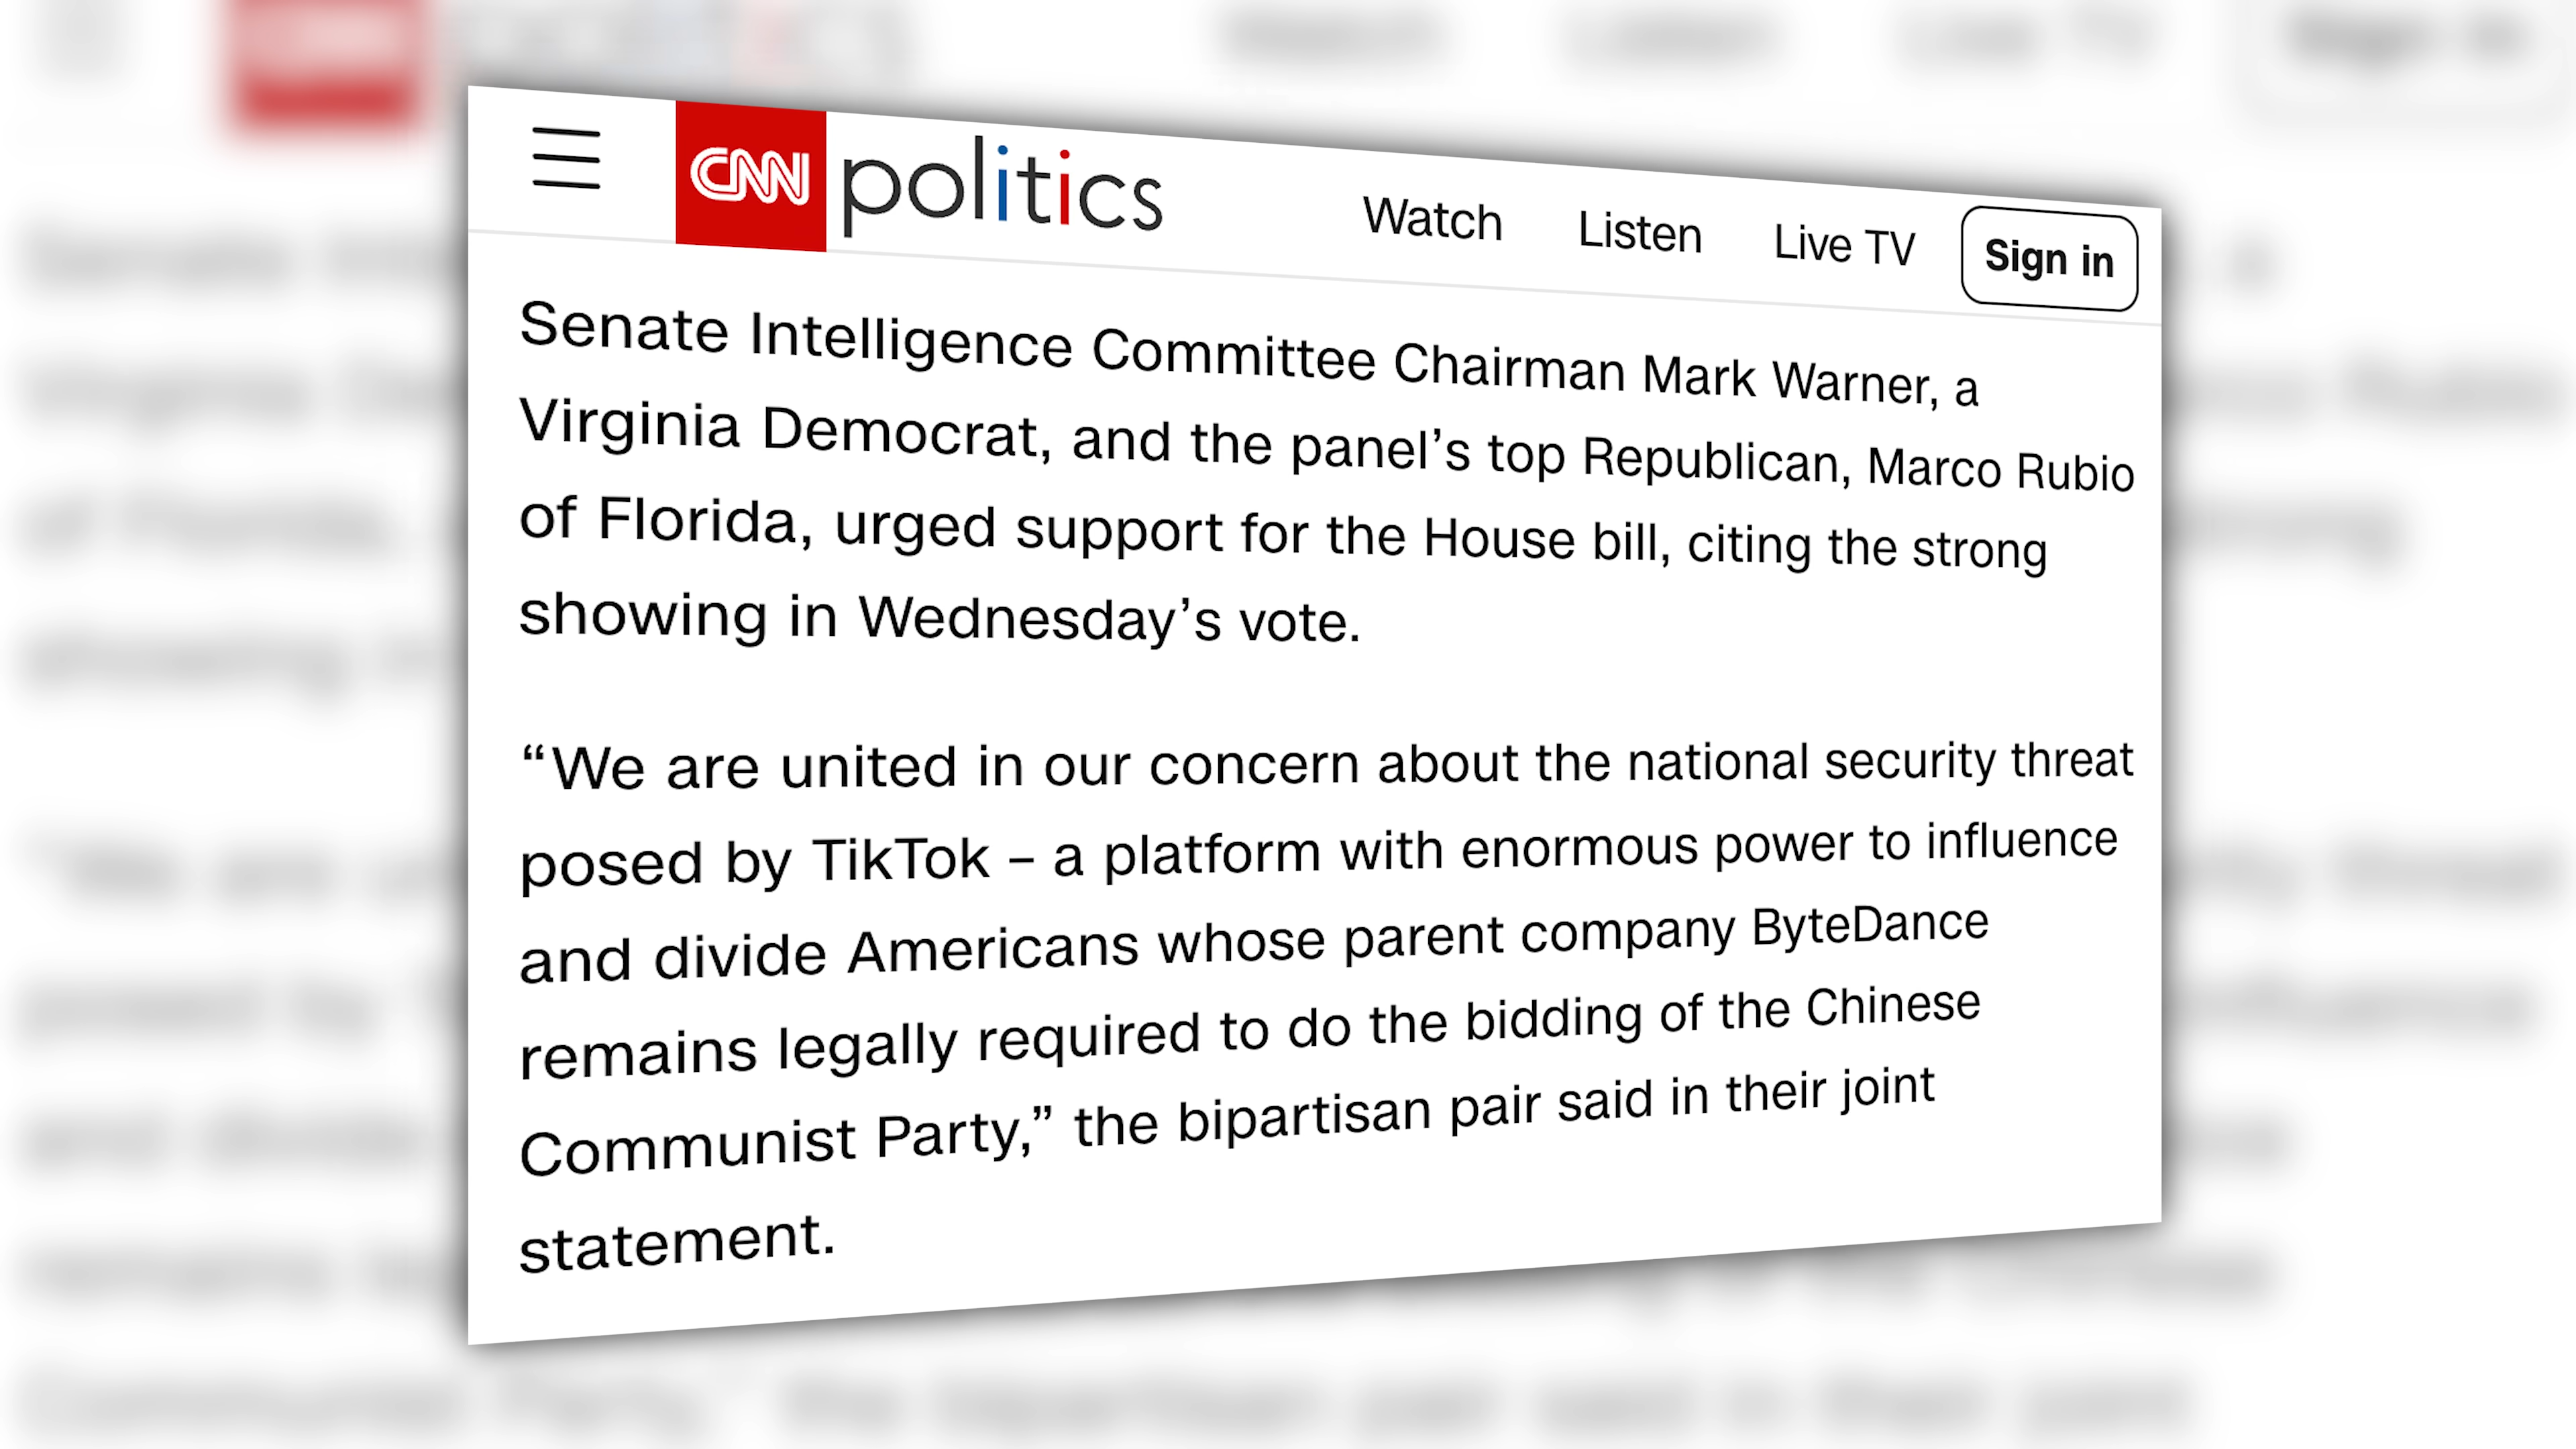 CNN politics Watch Listen Live TV Sign in
Senate Intelligence Committee Chairman Mark Warner, a
Virginia Democrat, and the panel’s top Republican, Marco Rubio
of Florida, urged support for the House bill, citing the strong
showing in Wednesday’s vote.
“We are united in our concern about the national security threat
posed by TikTok – a platform with enormous power to influence
and divide Americans whose parent company ByteDance
remains legally required to do the bidding of the Chinese
Communist Party,” the bipartisan pair said in their joint
statement.